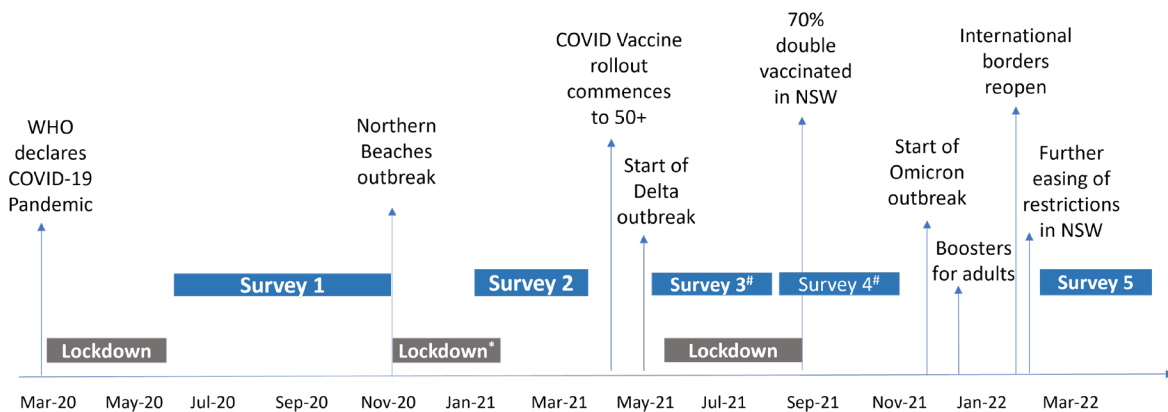 WHO
declares
COVID-19
Pandemic
Northern
Beaches
outbreak
COVID Vaccine
rollout
commences
to 50+
Start of
Delta
outbreak
70%
double
vaccinated
in NSW
Start of
Omicron
outbreak
Boosters
for adults
International
borders
reopen
Further
easing of
restrictions
in NSW
Survey 1
Survey 2
Survey 3#
Survey 4#
Survey 5
Lockdown
Lockdown*
Lockdown
Mar-20 May-20 Jul-20 Sep-20 Nov-20 Jan-21 Mar-21 May-21 Jul-21 Sep-21 Nov-21 Jan-22 Mar-22